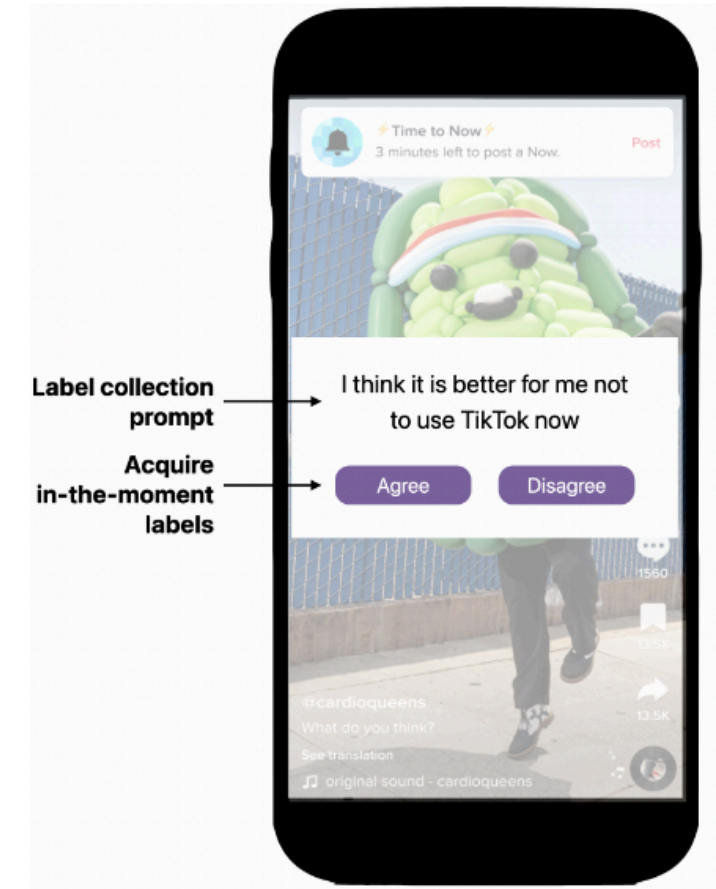 ⚡Time to Now⚡
3 minutes left to post a Now.
Post
Label collection
prompt
I think it is better for me not
to use TikTok now
Acquire
in-the-moment
labels
Agree
Disagree
1560
13.5K
13.5K
@cardioqueens
What do you think?
See translation
original sound - cardioqueens